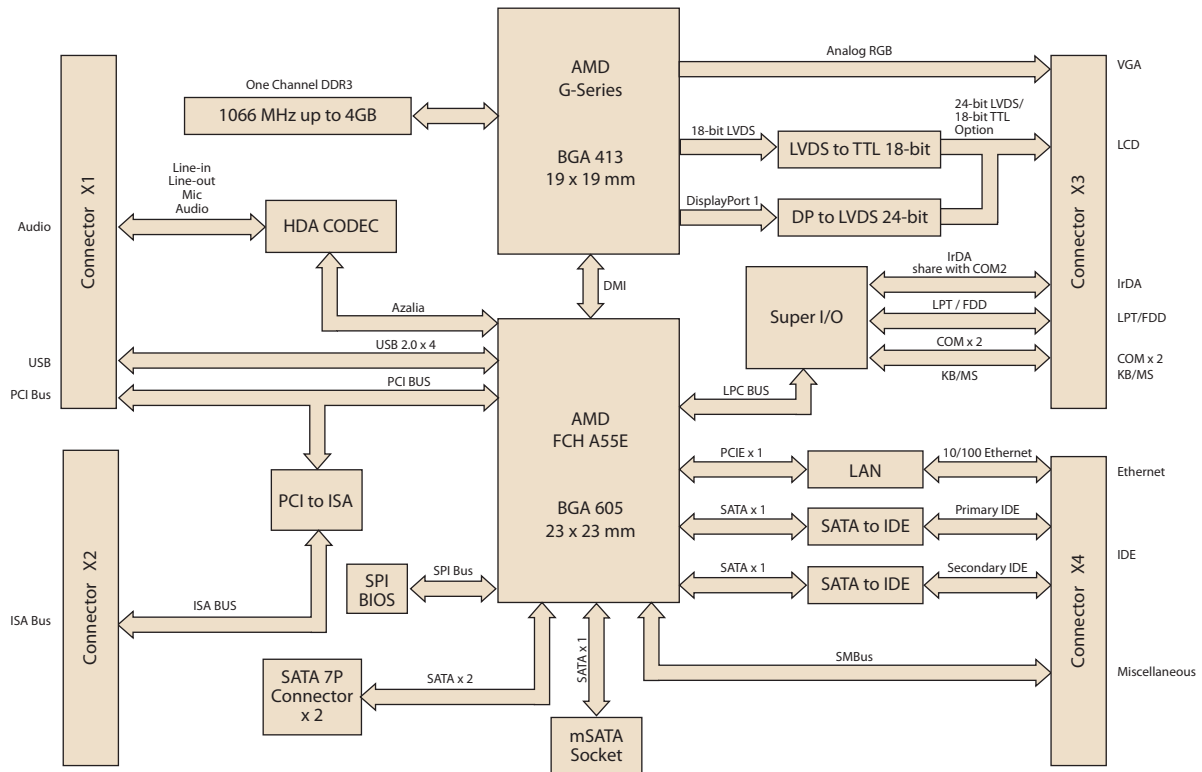 AMD
G-Series
BGA 413
19 x 19 mm
One Channel DDR3
1066 MHz up to 4GB
Analog RGB
VGA
18-bit LVDS
LVDS to TTL 18-bit
24-bit LVDS/
18-bit TTL
Option
LCD
DisplayPort 1
DP to LVDS 24-bit
Connector X1
Connector X3
Line-in
Line-out
Mic
Audio
Audio
HDA CODEC
Azalia
DMI
Super I/O
IrDA
share with COM2
IrDA
LPT / FDD
LPT/FDD
COM x 2
KB/MS
COM x 2
KB/MS
USB
USB 2.0 x 4
PCI Bus
PCI BUS
LPC BUS
AMD
FCH A55E
BGA 605
23 x 23 mm
PCI to ISA
Connector X2
ISA Bus
ISA BUS
SPI
BIOS
SPI Bus
SATA 7P
Connector
x 2
SATA x 2
SATA x 1
mSATA
Socket
PCIE x 1
LAN
10/100 Ethernet
Ethernet
SATA x 1
SATA to IDE
Primary IDE
IDE
SATA x 1
SATA to IDE
Secondary IDE
Connector X4
SMBus
Miscellaneous